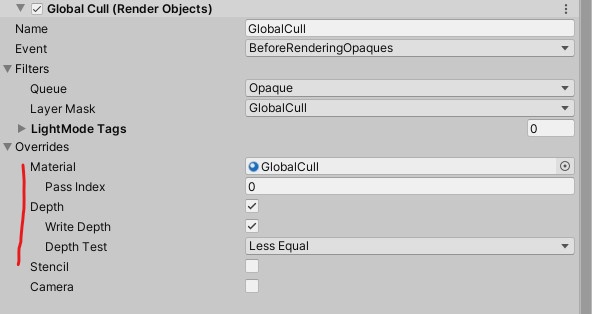 Global Cull (Render Objects)
Name GlobalCull
Event BeforeRenderingOpaques
Filters
Queue Opaque
Layer Mask GlobalCull
LightMode Tags 0
Overrides
Material GlobalCull
Pass Index 0
Depth
Write Depth
Depth Test Less Equal
Stencil
Camera